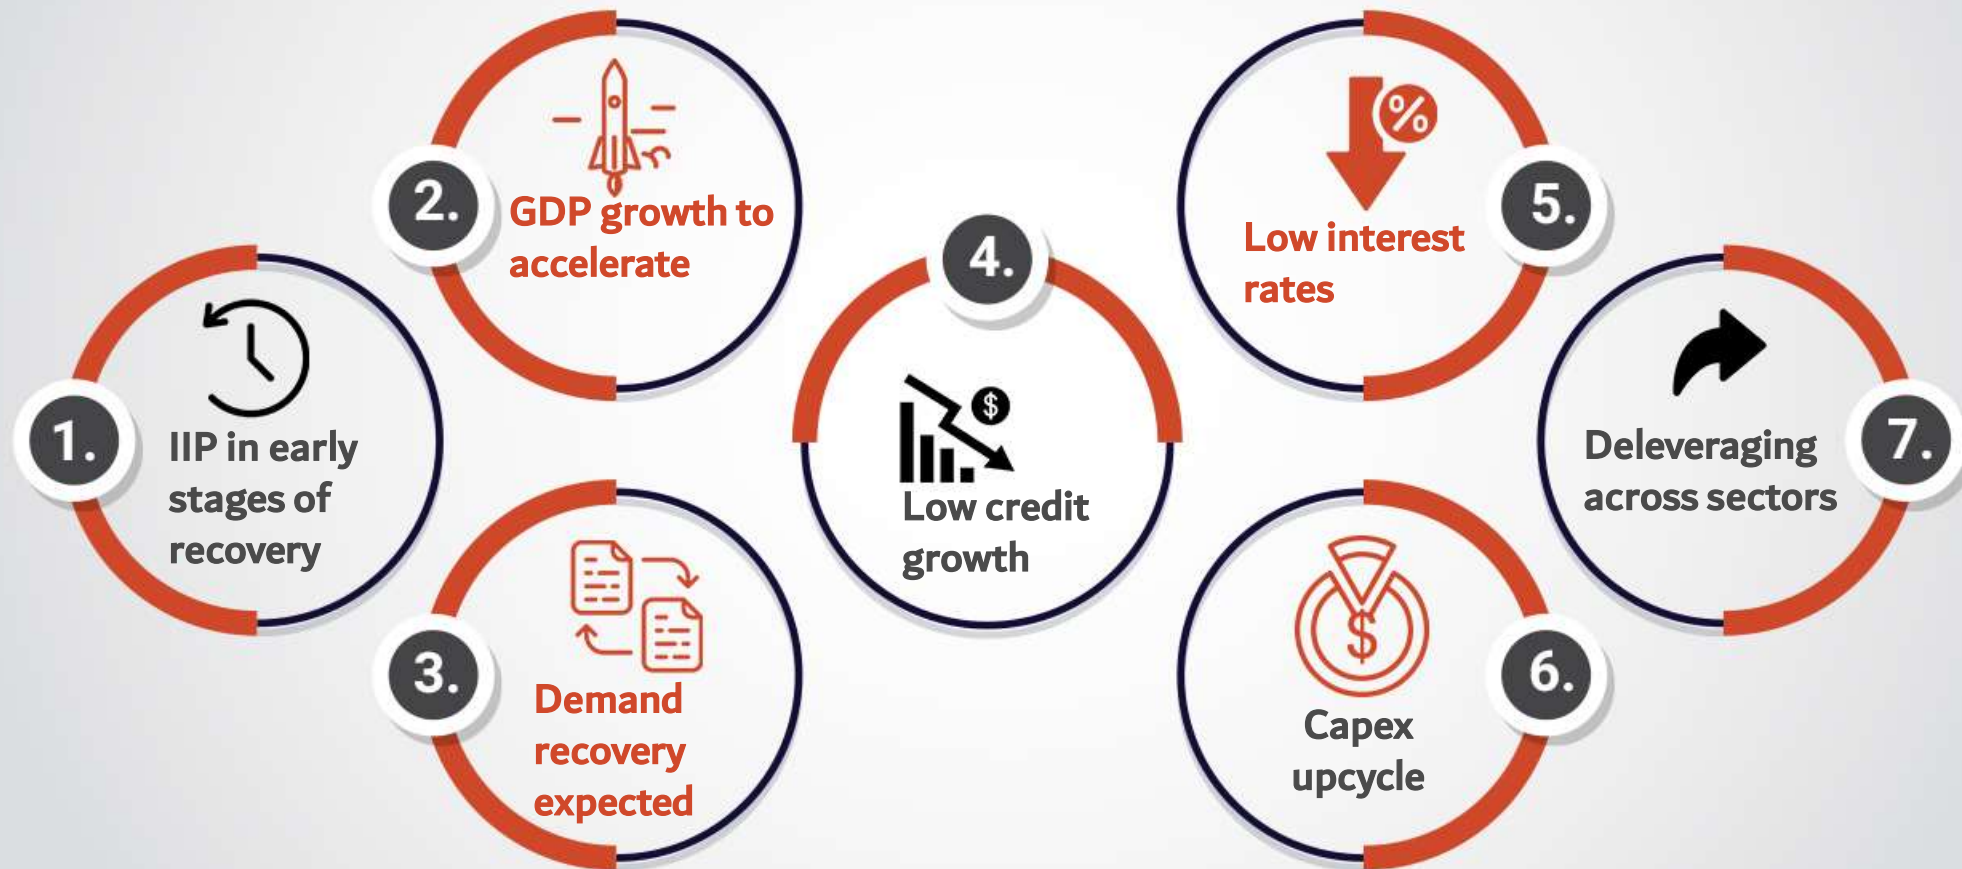 1.
IIP in early
stages of
recovery
2.
GDP growth to
accelerate
3.
Demand
recovery
expected
4.
$
Low credit
growth
5.
%
Low interest
rates
6.
$
Capex
upcycle
7.
Deleveraging
across sectors